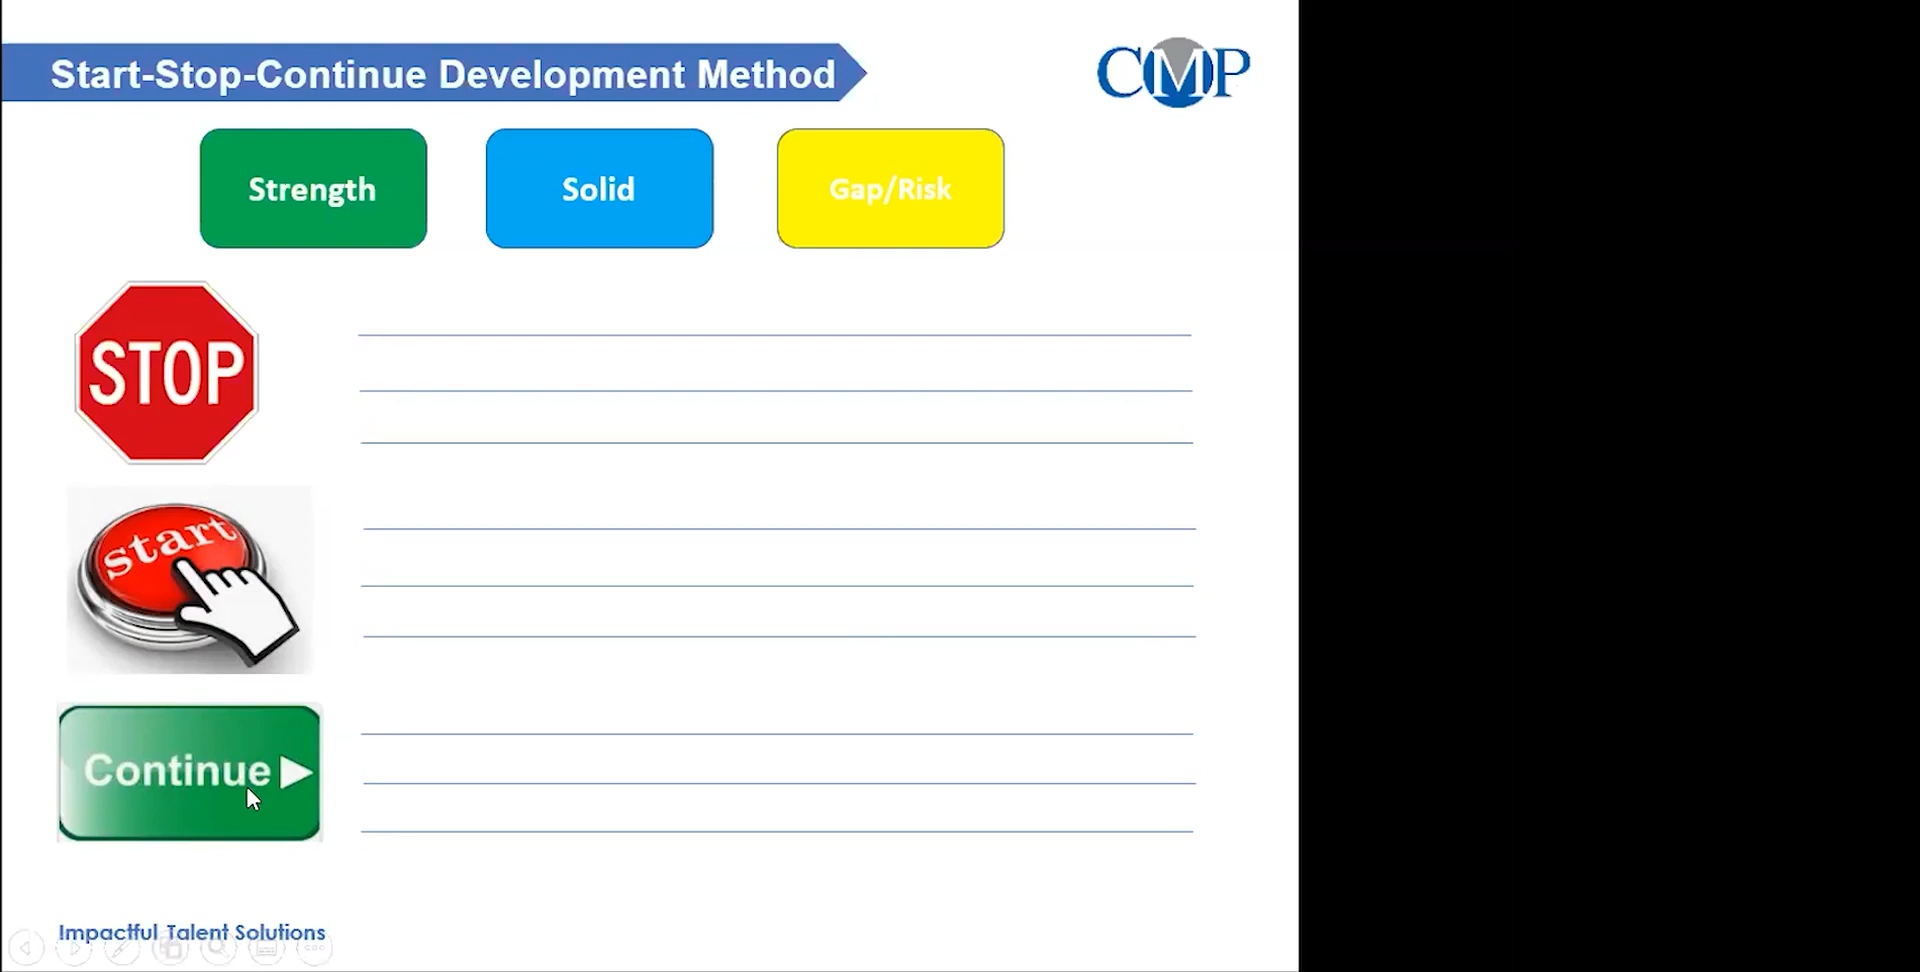 Start-Stop-Continue Development Method
CMP
Strength
Solid
Gap/Risk
STOP
start
Continue
Impactful Talent Solutions